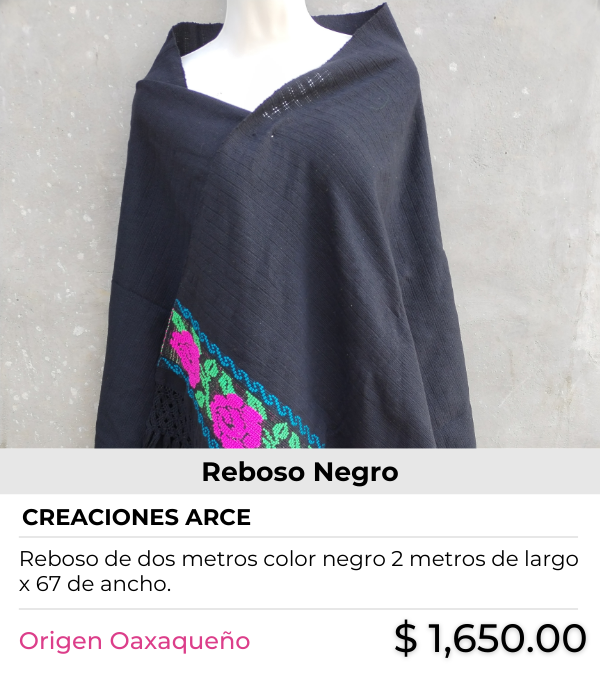 Reboso Negro
CREACIONES ARCE
Reboso de dos metros color negro 2 metros de largo
x 67 de ancho.
Origen Oaxaqueño
$ 1,650.00